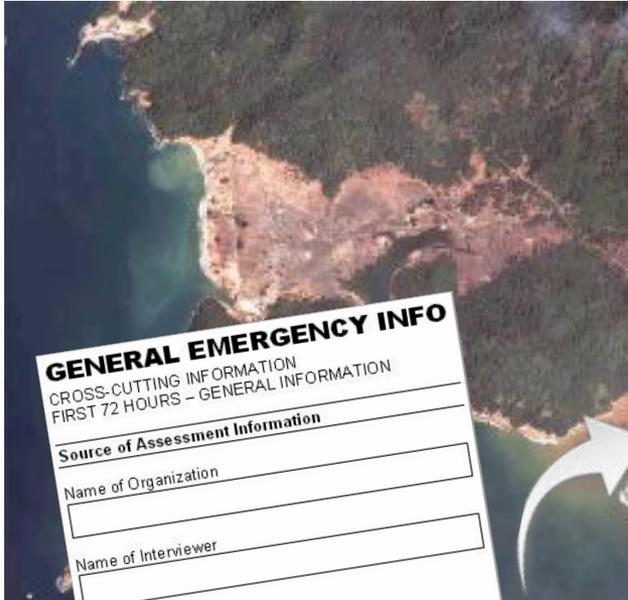 GENERAL EMERGENCY INFO
CROSS-CUTTING INFORMATION
FIRST 72 HOURS – GENERAL INFORMATION
Source of Assessment Information
Name of Organization
Name of Interviewer